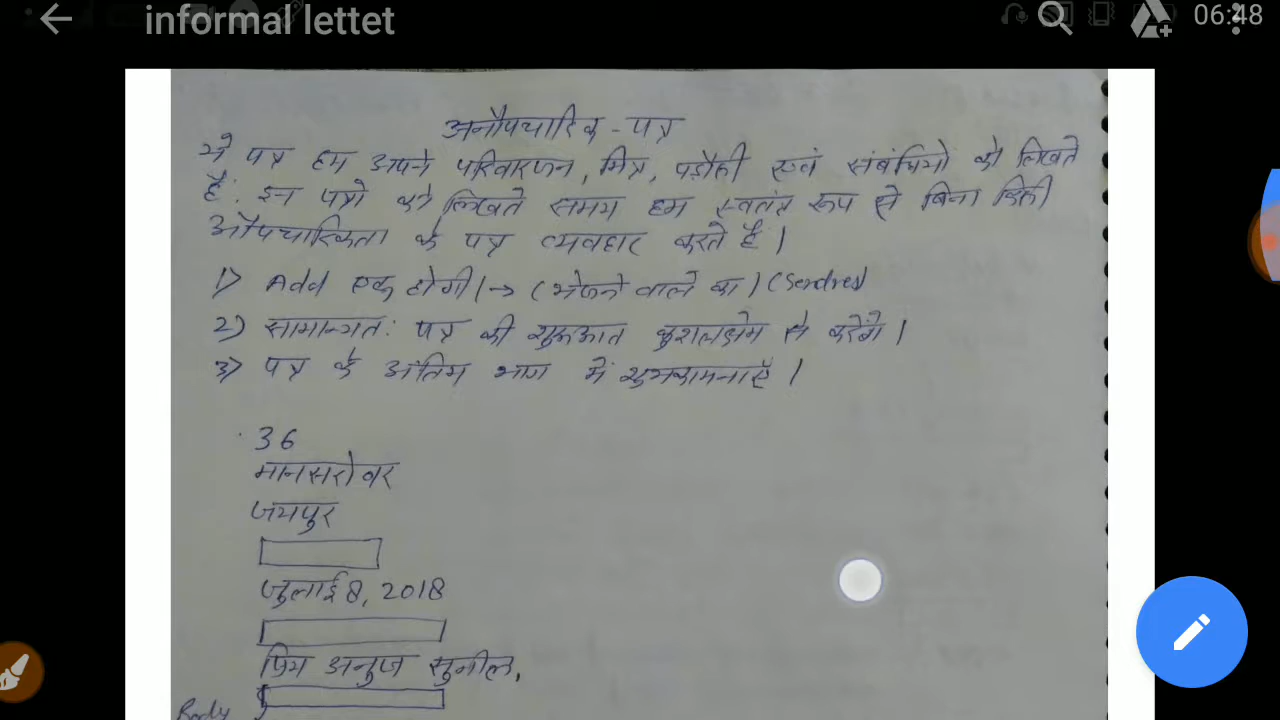 informal lettet
06:48
अनौपचारिक - पत्र
ये पत्र हम अपने परिवारजन, मित्र, पड़ौसी एवं संबंधियो को लिखते
है: इन पत्रो को लिखते समय हम स्वतंत्र रूप से बिना किसी
औपचारिकता के पत्र व्यवहार करते है।
1) Add एक होगी। → (भेजने वाले का) (Sendres)
2) सामान्यत: पत्र की शुरूआत कुशलक्षेम से करेंगे।
3) पत्र के अंतिम भाग में शुभकामनाएँ।
36
मानसरोवर
जयपुर
जुलाई 8, 2018
प्रिय अनुज सुनील,
Body